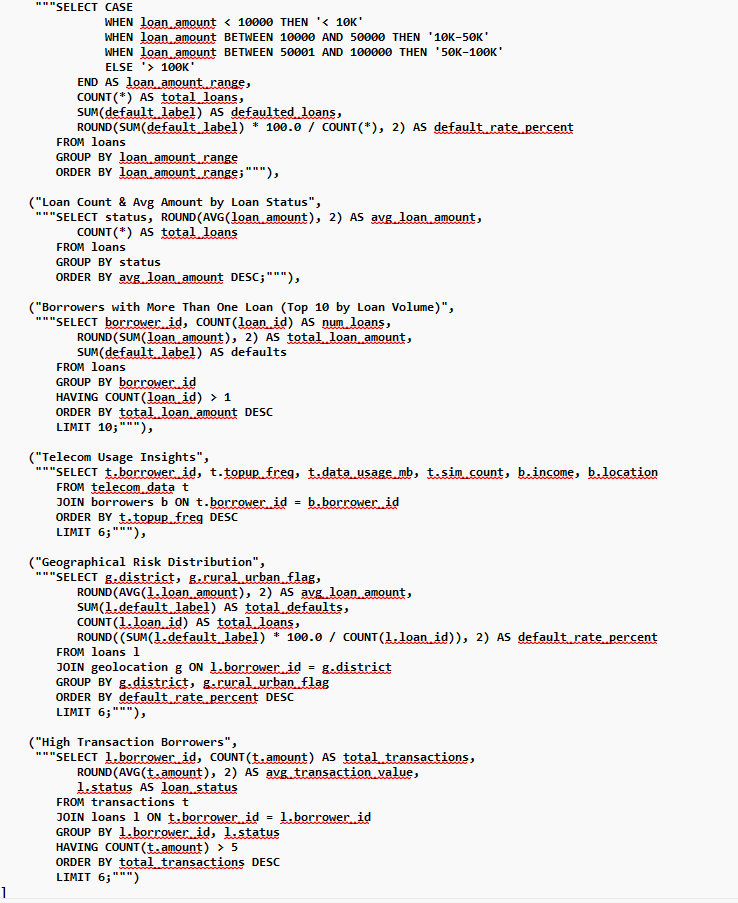 """SELECT CASE
WHEN loan_amount < 10000 THEN '< 10K'
WHEN loan_amount BETWEEN 10000 AND 50000 THEN '10K–50K'
WHEN loan_amount BETWEEN 50001 AND 100000 THEN '50K–100K'
ELSE '> 100K'
END AS loan_amount_range,
COUNT(*) AS total_loans,
SUM(default_label) AS defaulted_loans,
ROUND(SUM(default_label) * 100.0 / COUNT(*), 2) AS default_rate_percent
FROM loans
GROUP BY loan_amount_range
ORDER BY loan_amount_range;"""),
("Loan Count & Avg Amount by Loan Status",
"""SELECT status, ROUND(AVG(loan_amount), 2) AS avg_loan_amount,
COUNT(*) AS total_loans
FROM loans
GROUP BY status
ORDER BY avg_loan_amount DESC;"""),
("Borrowers with More Than One Loan (Top 10 by Loan Volume)",
"""SELECT borrower_id, COUNT(loan_id) AS num_loans,
ROUND(SUM(loan_amount), 2) AS total_loan_amount,
SUM(default_label) AS defaults
FROM loans
GROUP BY borrower_id
HAVING COUNT(loan_id) > 1
ORDER BY total_loan_amount DESC
LIMIT 10;"""),
("Telecom Usage Insights",
"""SELECT t.borrower_id, t.topup_freq, t.data_usage_mb, t.sim_count, b.income, b.location
FROM telecom_data t
JOIN borrowers b ON t.borrower_id = b.borrower_id
ORDER BY t.topup_freq DESC
LIMIT 6;"""),
("Geographical Risk Distribution",
"""SELECT g.district, g.rural_urban_flag,
ROUND(AVG(l.loan_amount), 2) AS avg_loan_amount,
SUM(l.default_label) AS total_defaults,
COUNT(l.loan_id) AS total_loans,
ROUND((SUM(l.default_label) * 100.0 / COUNT(l.loan_id)), 2) AS default_rate_percent
FROM loans l
JOIN geolocation g ON l.borrower_id = g.district
GROUP BY g.district, g.rural_urban_flag
ORDER BY default_rate_percent DESC
LIMIT 6;"""),
("High Transaction Borrowers",
"""SELECT l.borrower_id, COUNT(t.amount) AS total_transactions,
ROUND(AVG(t.amount), 2) AS avg_transaction_value,
l.status AS loan_status
FROM transactions t
JOIN loans l ON t.borrower_id = l.borrower_id
GROUP BY l.borrower_id, l.status
HAVING COUNT(t.amount) > 5
ORDER BY total_transactions DESC
LIMIT 6;""")
]